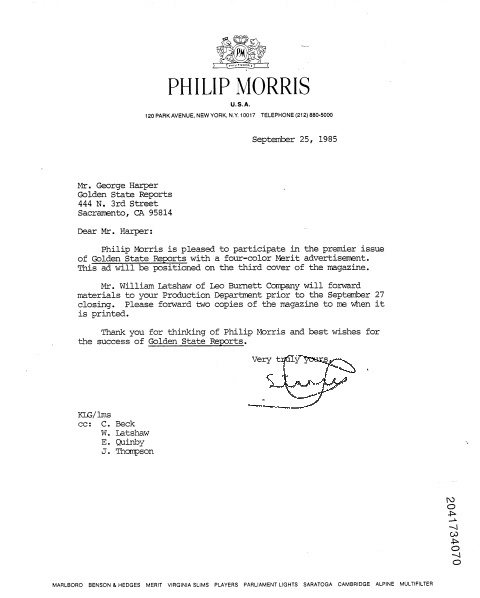 PM
PHILIP MORRIS
U.S.A.
120 PARK AVENUE, NEW YORK, N.Y. 10017 TELEPHONE (212) 880-5000
September 25, 1985
Mr. George Harper
Golden State Reports
444 N. 3rd Street
Sacramento, CA 95814
Dear Mr. Harper:
Philip Morris is pleased to participate in the premier issue
of Golden State Reports with a four-color Merit advertisement.
This ad will be positioned on the third cover of the magazine.
Mr. William Latshaw of Leo Burnett Company will forward
materials to your Production Department prior to the September 27
closing. Please forward two copies of the magazine to me when it
is printed.
Thank you for thinking of Philip Morris and best wishes for
the success of Golden State Reports.
Very truly yours,
KLG/lms
cc: C. Beck
W. Latshaw
E. Quinby
J. Thompson
2041734070
MARLBORO BENSON & HEDGES MERIT VIRGINIA SLIMS PLAYERS PARLIAMENT LIGHTS SARATOGA CAMBRIDGE ALPINE MULTIFILTER